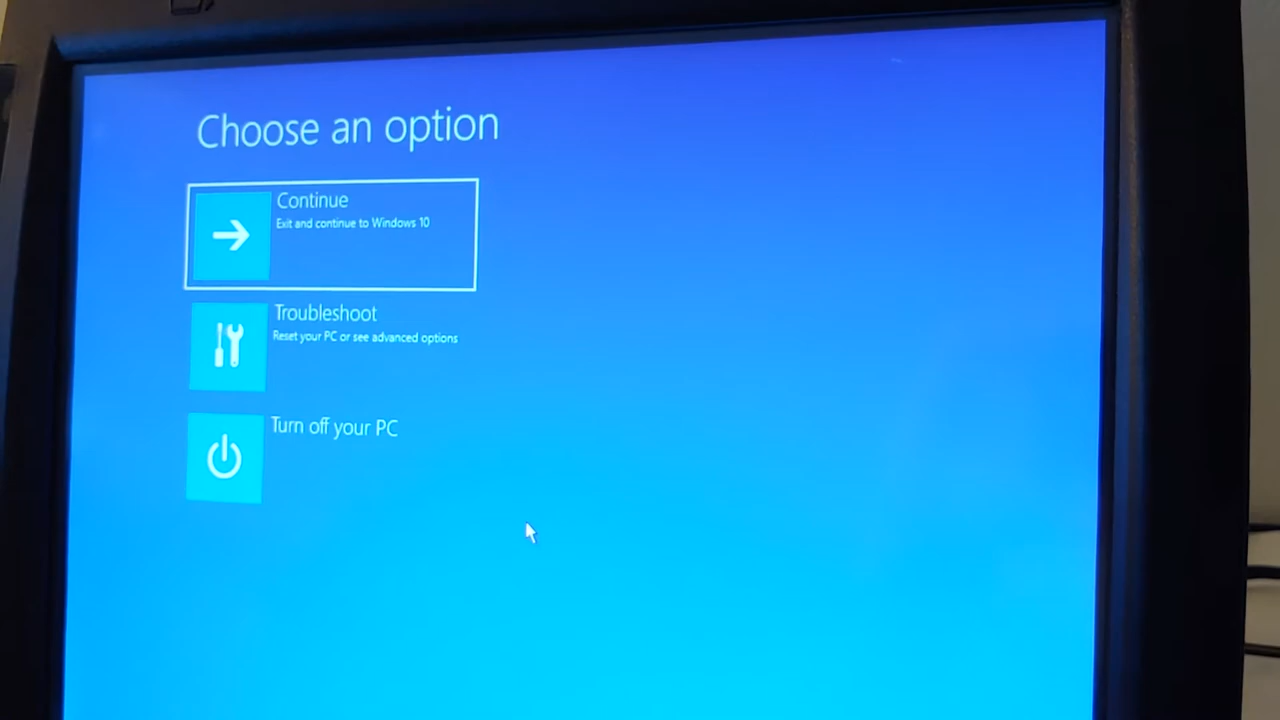 Choose an option
Continue
Exit and continue to Windows 10
Troubleshoot
Reset your PC or see advanced options
Turn off your PC